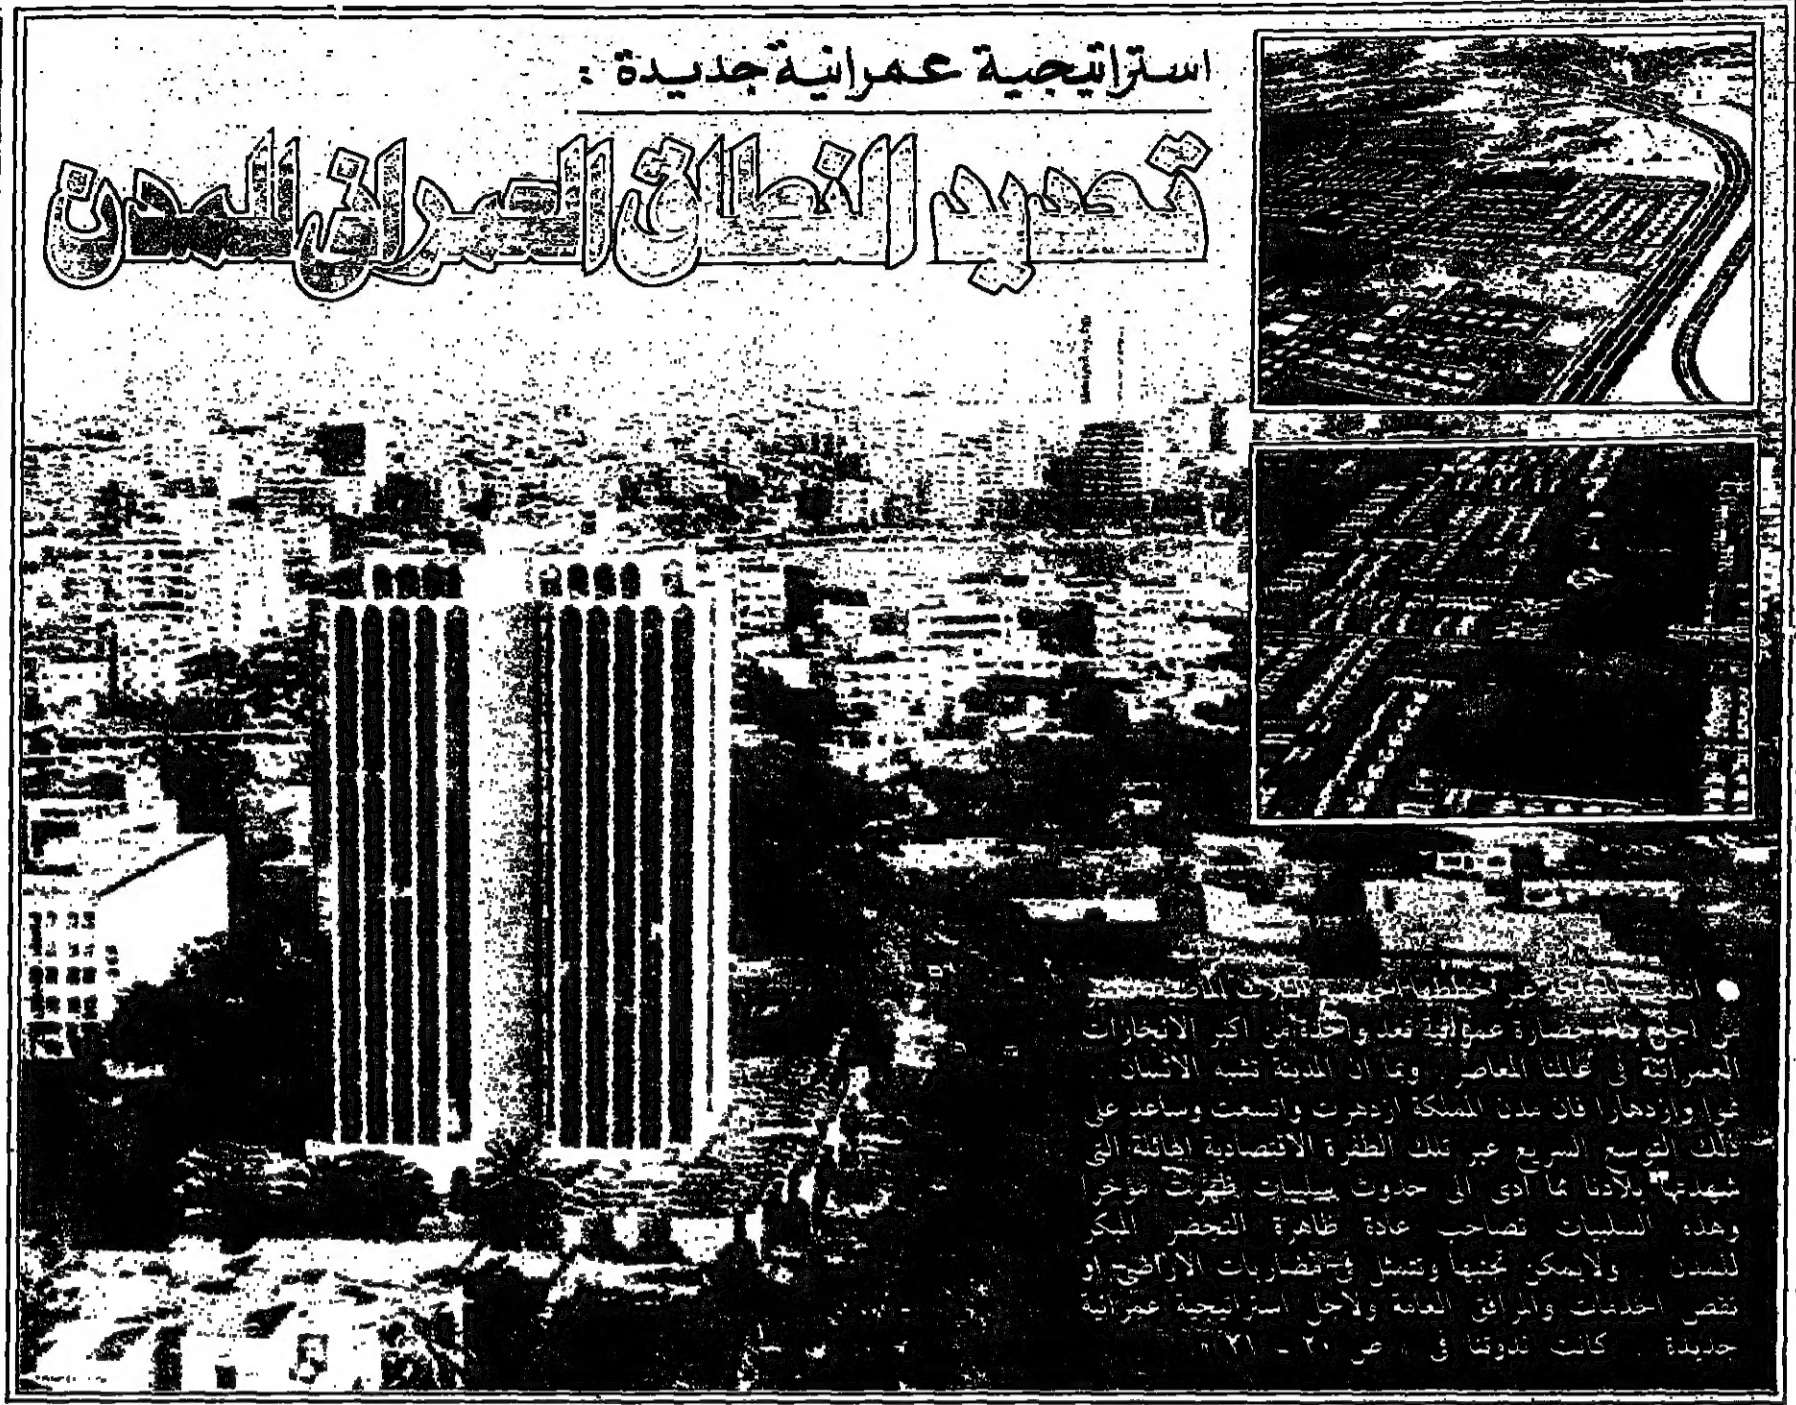 استراتيجية عمرانية جديدة :
تحديد النطاق العمراني للمدن
من اجل بناء حضارة عمرانية تعد واحدة من اكبر الانجازات
العمرانية في عالمنا المعاصر . وبما ان المدينة تشبه الانسان
نموا وازدهارا فان مدن المملكة ازدهرت واتسعت وساعد على
ذلك التوسع السريع عبر تلك الطفرة الاقتصادية الهائلة التي
شهدتها بلادنا مما ادى الى حدوث سلبيات ظهرت مؤخرا
وهذه السلبيات تصاحب عادة ظاهرة التحضر المبكر
للمدن .. ولايمكن تجنبها وتتمثل في مضاربات الاراضي او
نقص الخدمات والمرافق العامة ولاجل استراتيجية عمرانية
جديدة .. كانت ندوتنا في « ص ٢٠ - ٢١ »